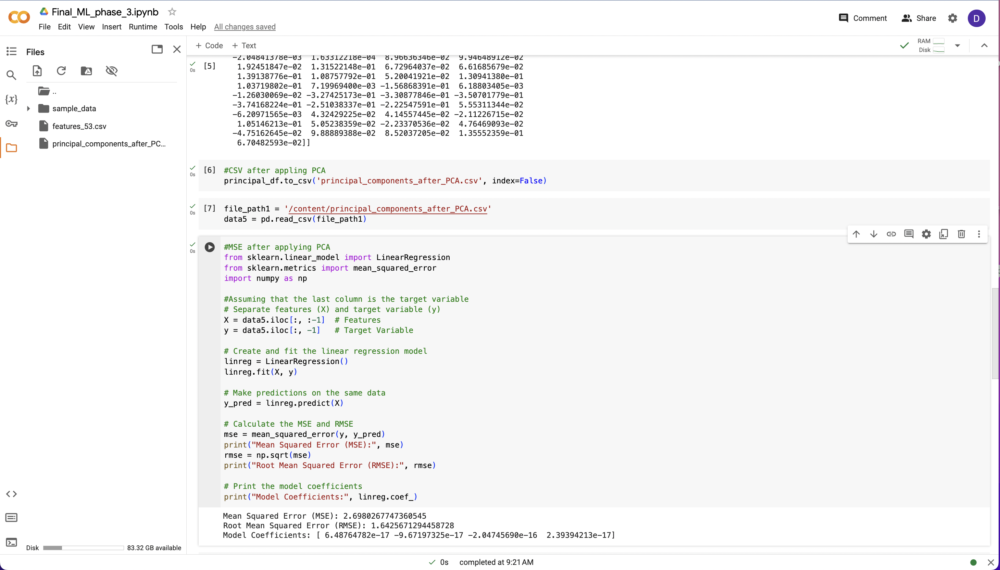 Final_ML_phase_3.ipynb
File Edit View Insert Runtime Tools Help All changes saved
Comment Share D
Files
..
sample_data
features_53.csv
principal_components_after_PC...
Disk 83.32 GB available
+ Code + Text
RAM
Disk
-2.04841378e-03 1.63312218e-04 8.96636346e-02 9.94648912e-02
0s [5] 1.92451847e-02 1.31522148e-01 6.72964037e-02 6.61685679e-02
1.39138776e-01 1.08757792e-01 5.20041921e-02 1.30941380e-01
1.03719802e-01 7.19969400e-03 -1.56868391e-01 6.18803405e-03
-1.26030069e-02 -3.27425173e-01 -3.30877846e-01 -3.50701779e-01
-3.74168224e-01 -2.51038337e-01 -2.22547591e-01 5.55311344e-02
-6.20971565e-03 4.32429225e-02 4.14557445e-02 -2.11226715e-02
1.05146213e-01 5.05238359e-02 -2.23370536e-02 4.76469093e-02
-4.75162645e-02 9.88889388e-02 8.52037205e-02 1.35552359e-01
6.70482593e-02]]
0s [6] #CSV after appling PCA
principal_df.to_csv('principal_components_after_PCA.csv', index=False)
0s [7] file_path1 = '/content/principal_components_after_PCA.csv'
data5 = pd.read_csv(file_path1)
0s #MSE after applying PCA
from sklearn.linear_model import LinearRegression
from sklearn.metrics import mean_squared_error
import numpy as np
#Assuming that the last column is the target variable
# Separate features (X) and target variable (y)
X = data5.iloc[:, :-1] # Features
y = data5.iloc[:, -1] # Target Variable
# Create and fit the linear regression model
linreg = LinearRegression()
linreg.fit(X, y)
# Make predictions on the same data
y_pred = linreg.predict(X)
# Calculate the MSE and RMSE
mse = mean_squared_error(y, y_pred)
print("Mean Squared Error (MSE):", mse)
rmse = np.sqrt(mse)
print("Root Mean Squared Error (RMSE):", rmse)
# Print the model coefficients
print("Model Coefficients:", linreg.coef_)
Mean Squared Error (MSE): 2.6980267747360545
Root Mean Squared Error (RMSE): 1.6425671294458728
Model Coefficients: [ 6.48764782e-17 -9.67197325e-17 -2.04745690e-16 2.39394213e-17]
0s completed at 9:21 AM